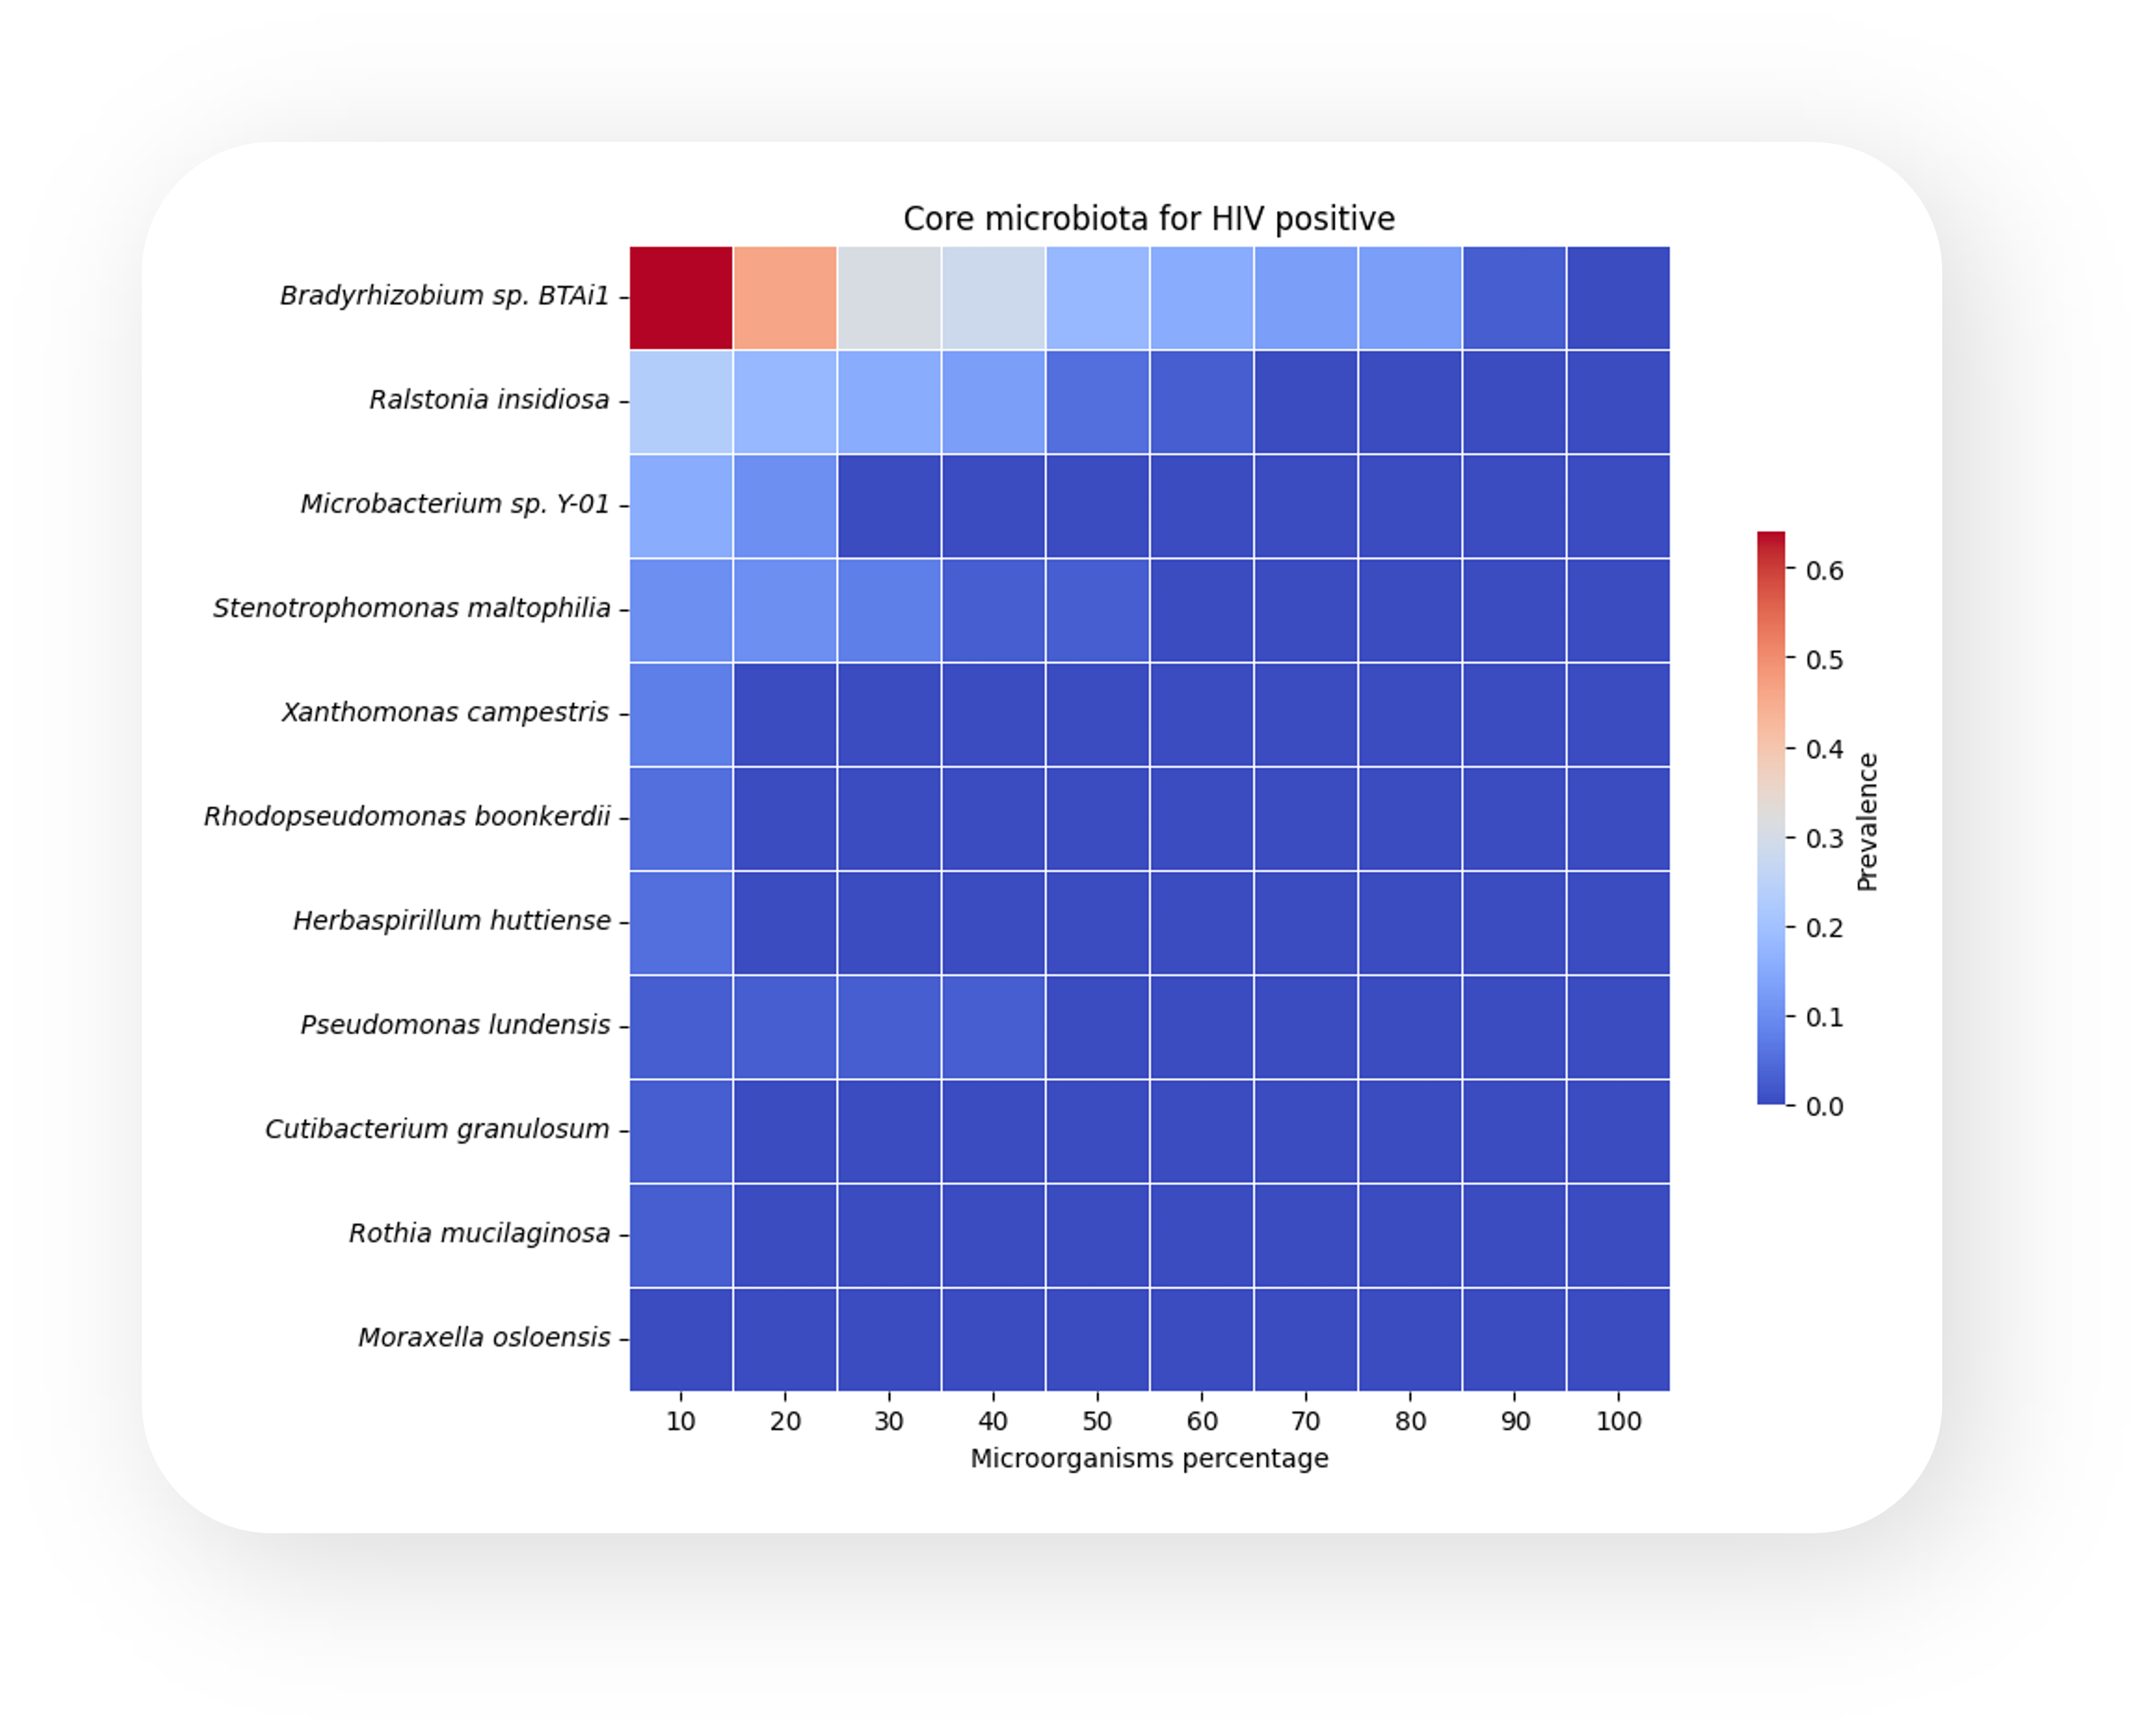 Core microbiota for HIV positive
Bradyrhizobium sp. BTAi1
Ralstonia insidiosa
Microbacterium sp. Y-01
Stenotrophomonas maltophilia
Xanthomonas campestris
Rhodopseudomonas boonkerdii
Herbaspirillum huttiense
Pseudomonas lundensis
Cutibacterium granulosum
Rothia mucilaginosa
Moraxella osloensis
10 20 30 40 50 60 70 80 90 100
Microorganisms percentage
0.6
0.5
0.4
0.3
0.2
0.1
0.0
Prevalence